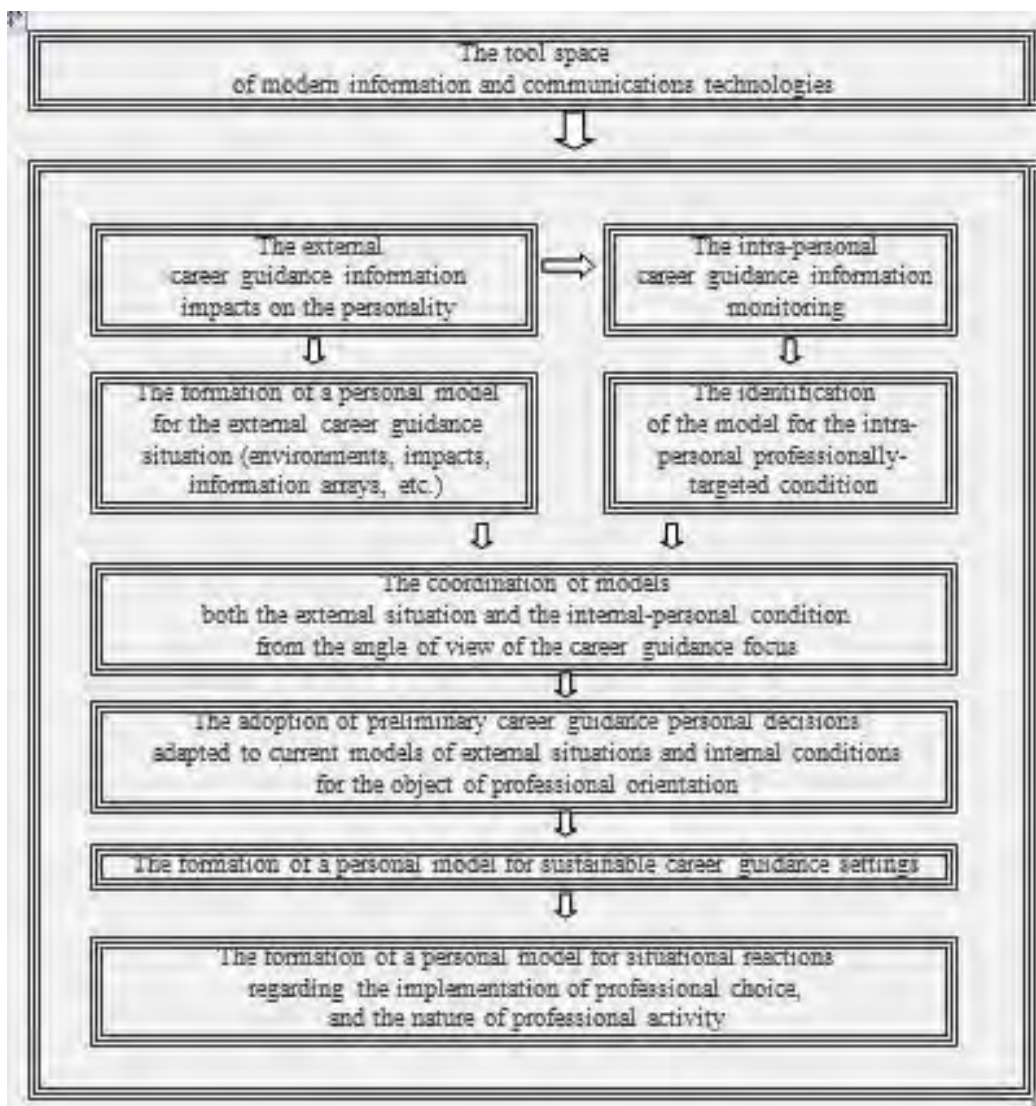 The tool space
of modern information and communications technologies
The external
career guidance information
impacts on the personality
The intra-personal
career guidance information
monitoring
The formation of a personal model
for the external career guidance
situation (environments, impacts,
information arrays, etc.)
The identification
of the model for the intra-
personal professionally-
targeted condition
The coordination of models
both the external situation and the internal-personal condition
from the angle of view of the career guidance focus
The adoption of preliminary career guidance personal decisions
adapted to current models of external situations and internal conditions
for the object of professional orientation
The formation of a personal model for sustainable career guidance settings
The formation of a personal model for situational reactions
regarding the implementation of professional choice,
and the nature of professional activity